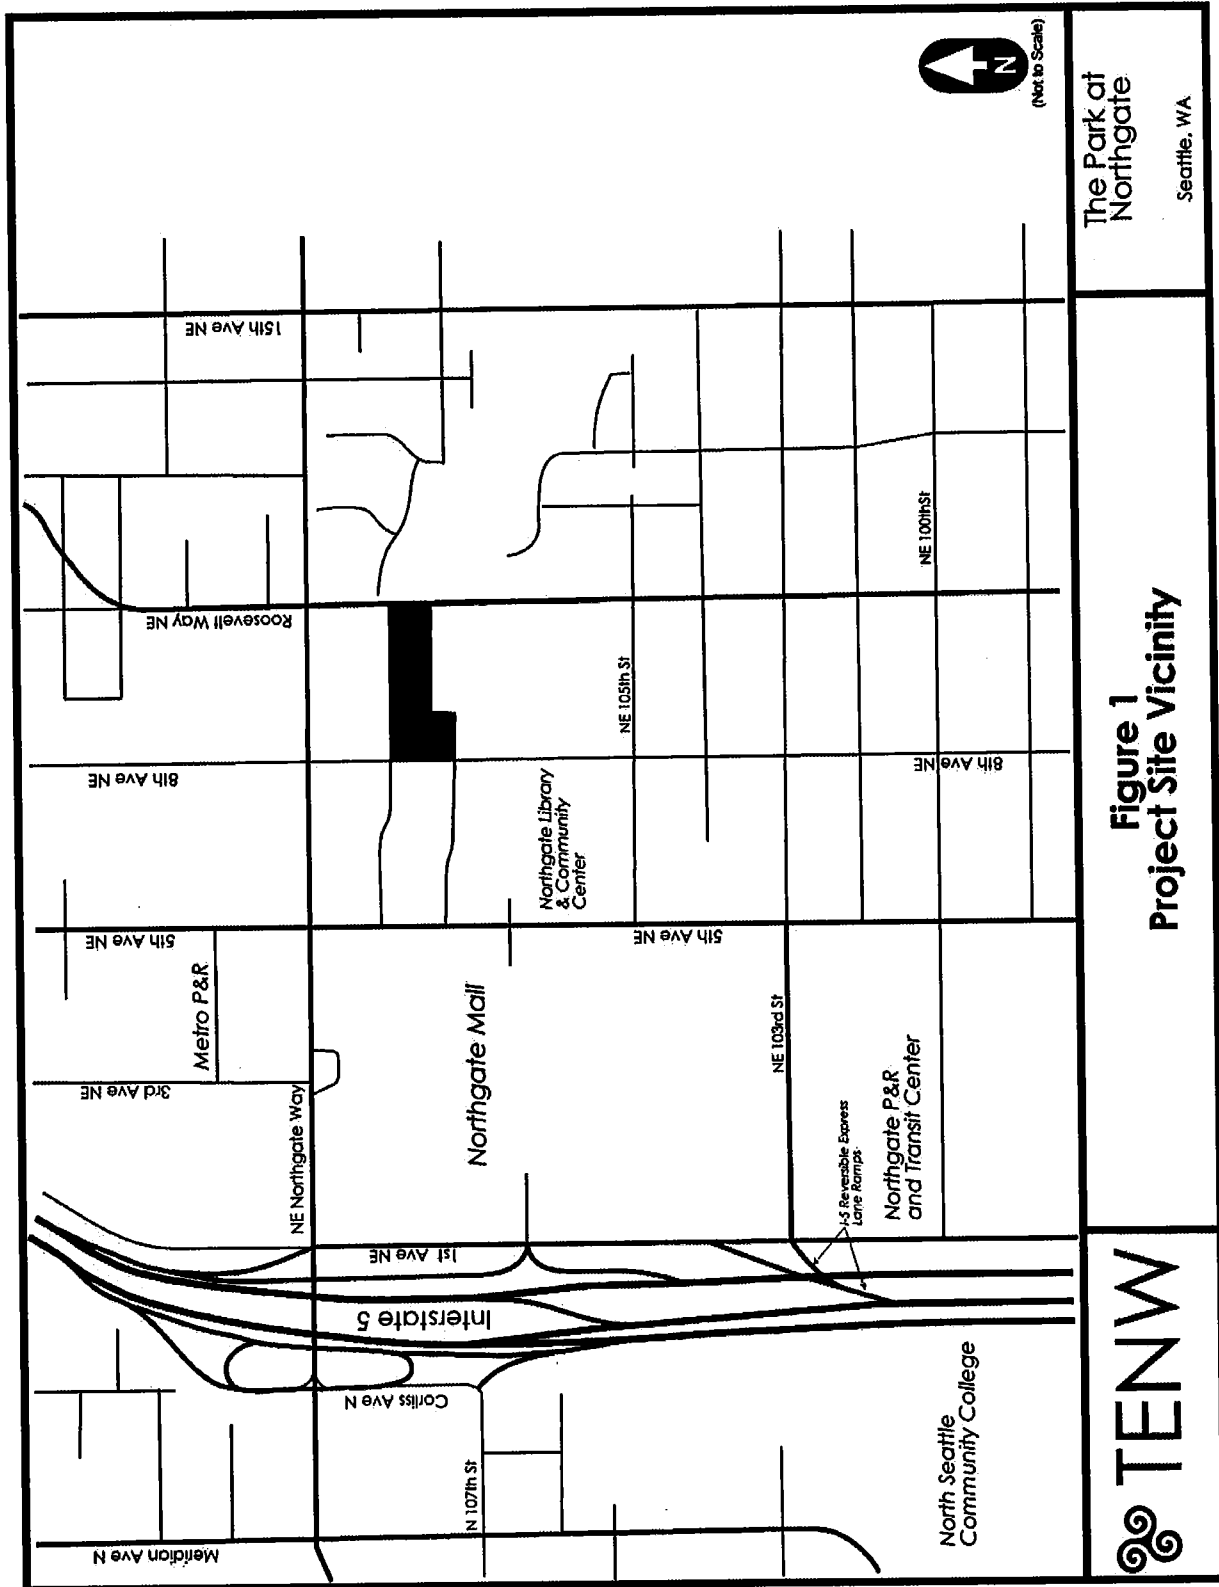 Meridian Ave N
N 107th St
Corliss Ave N
Interstate 5
1st Ave NE
NE Northgate Way
3rd Ave NE
Metro P&R
5th Ave NE
8th Ave NE
Roosevelt Way NE
15th Ave NE
Northgate Mall
Northgate Library
& Community
Center
NE 105th St
5th Ave NE
NE 103rd St
I-5 Reversible Express
Lane Ramps
Northgate P&R
and Transit Center
8th Ave NE
NE 100thSt
North Seattle
Community College
N
(Not to Scale)
TENW
Figure 1
Project Site Vicinity
The Park at
Northgate
Seattle, WA